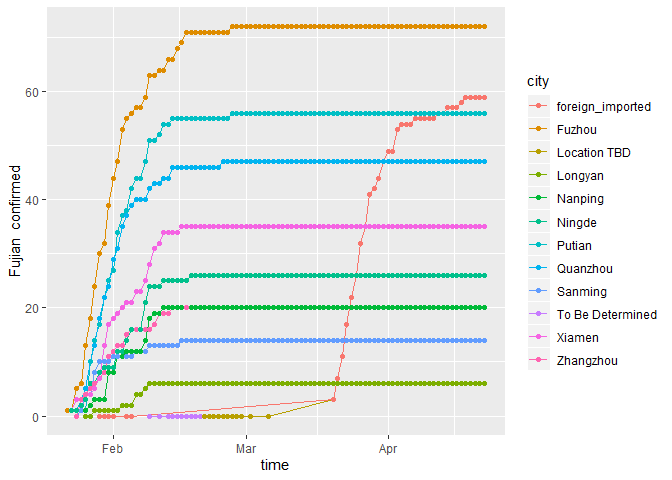 Fujian confirmed
60
40
20
0
Feb
Mar
Apr
time
city
foreign_imported
Fuzhou
Location TBD
Longyan
Nanping
Ningde
Putian
Quanzhou
Sanming
To Be Determined
Xiamen
Zhangzhou